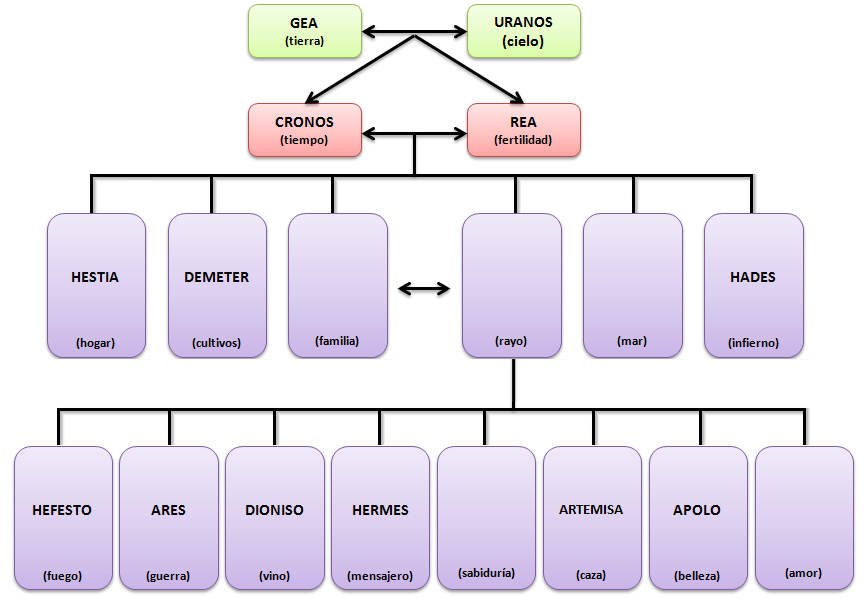 GEA
(tierra)
URANOS
(cielo)
CRONOS
(tiempo)
REA
(fertilidad)
HESTIA
(hogar)
DEMETER
(cultivos)
(familia)
(rayo)
(mar)
HADES
(infierno)
HEFESTO
(fuego)
ARES
(guerra)
DIONISO
(vino)
HERMES
(mensajero)
(sabiduría)
ARTEMISA
(caza)
APOLO
(belleza)
(amor)